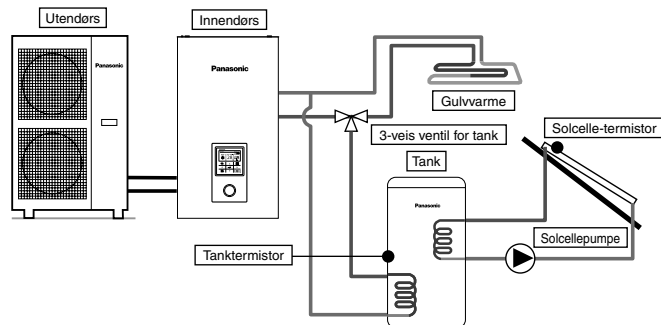 Utendørs
Innendørs
Panasonic
Panasonic
Gulvvarme
3-veis ventil for tank
Solcelle-termistor
Tank
Panasonic
Solcellepumpe
Tanktermistor